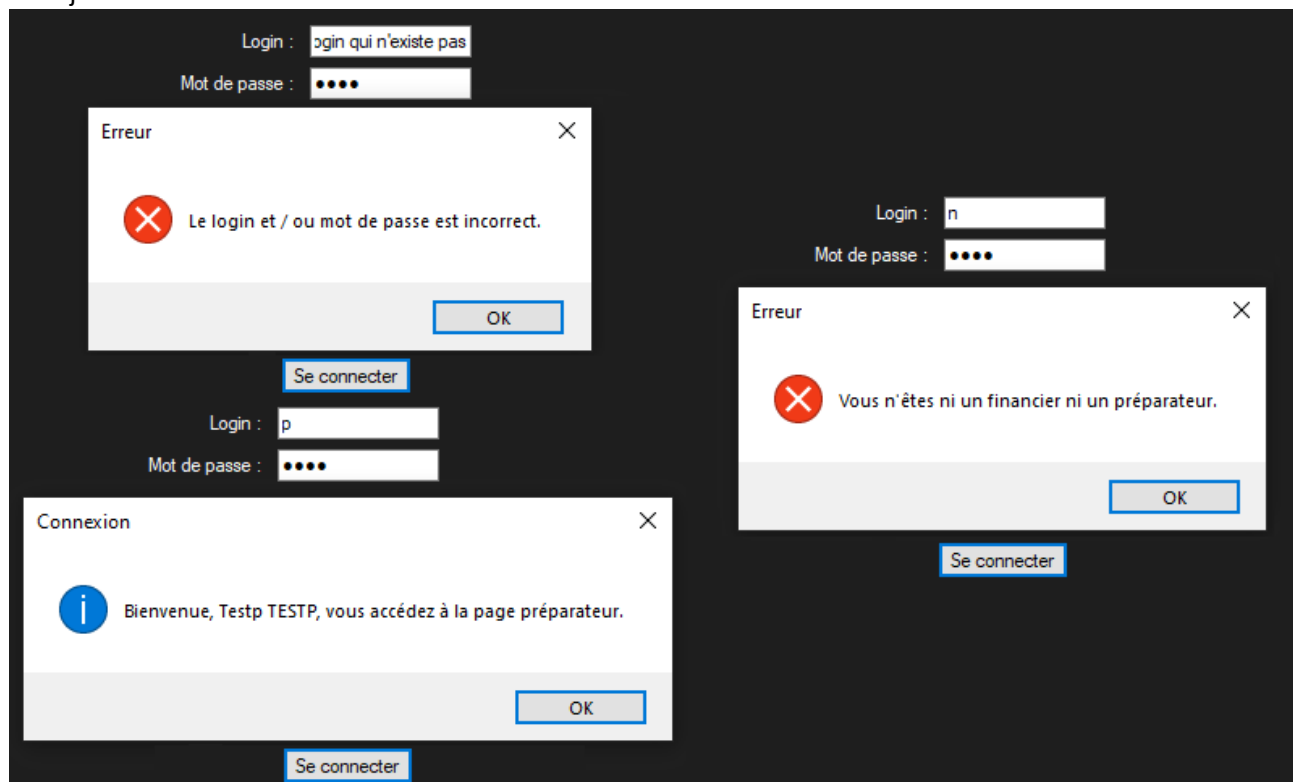 Login :
ogin qui n'existe pas
Mot de passe :
Erreur
Le login et / ou mot de passe est incorrect.
OK
Se connecter
Login :
p
Mot de passe :
Connexion
Bienvenue, Testp TESTP, vous accédez à la page préparateur.
OK
Se connecter
Login :
n
Mot de passe :
Erreur
Vous n'êtes ni un financier ni un préparateur.
OK
Se connecter